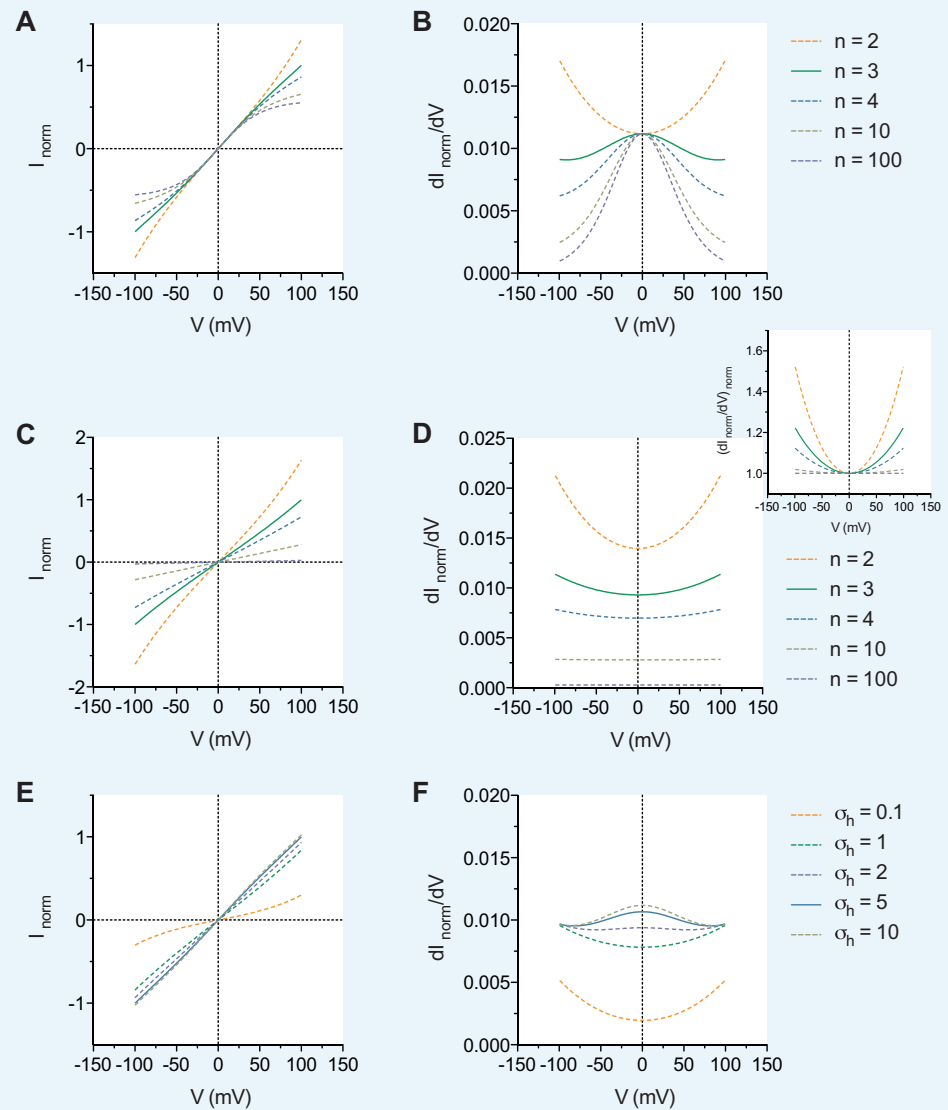 A
I_norm
1
0
-1
-150 -100 -50 0 50 100 150
V (mV)
B
dI_norm/dV
0.020
0.015
0.010
0.005
0.000
-150 -100 -50 0 50 100 150
V (mV)
n = 2
n = 3
n = 4
n = 10
n = 100
C
I_norm
2
1
0
-1
-2
-150 -100 -50 0 50 100 150
V (mV)
D
dI_norm/dV
0.025
0.020
0.015
0.010
0.005
0.000
-150 -100 -50 0 50 100 150
V (mV)
(dI_norm/dV)_norm
1.6
1.4
1.2
1.0
-150 -100 -50 0 50 100 150
V (mV)
n = 2
n = 3
n = 4
n = 10
n = 100
E
I_norm
1
0
-1
-150 -100 -50 0 50 100 150
V (mV)
F
dI_norm/dV
0.020
0.015
0.010
0.005
0.000
-150 -100 -50 0 50 100 150
V (mV)
σ_h = 0.1
σ_h = 1
σ_h = 2
σ_h = 5
σ_h = 10